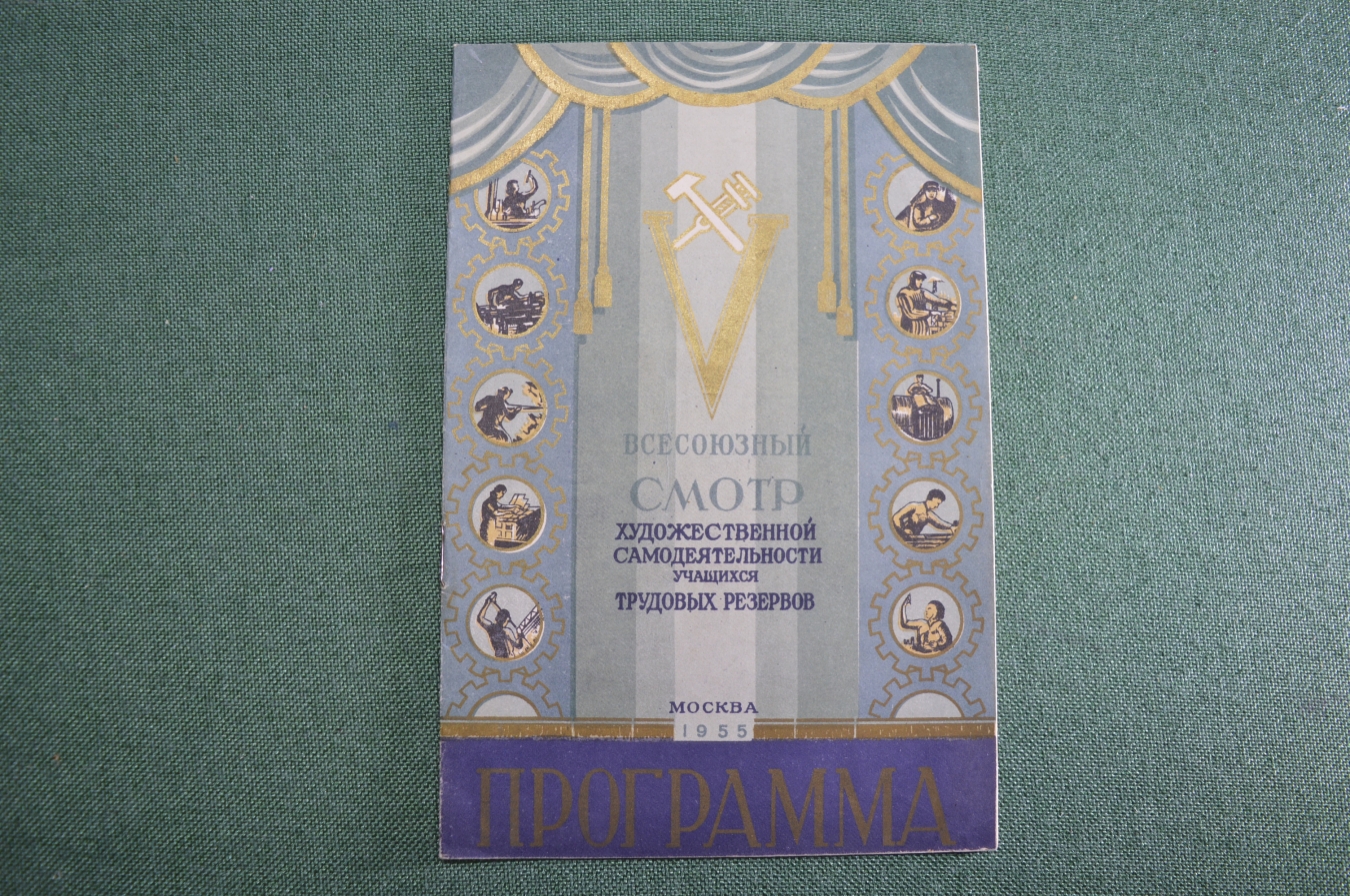 V
ВСЕСОЮЗНЫЙ
СМОТР
ХУДОЖЕСТВЕННОЙ
САМОДЕЯТЕЛЬНОСТИ
УЧАЩИХСЯ
ТРУДОВЫХ РЕЗЕРВОВ
МОСКВА
1955
ПРОГРАММА